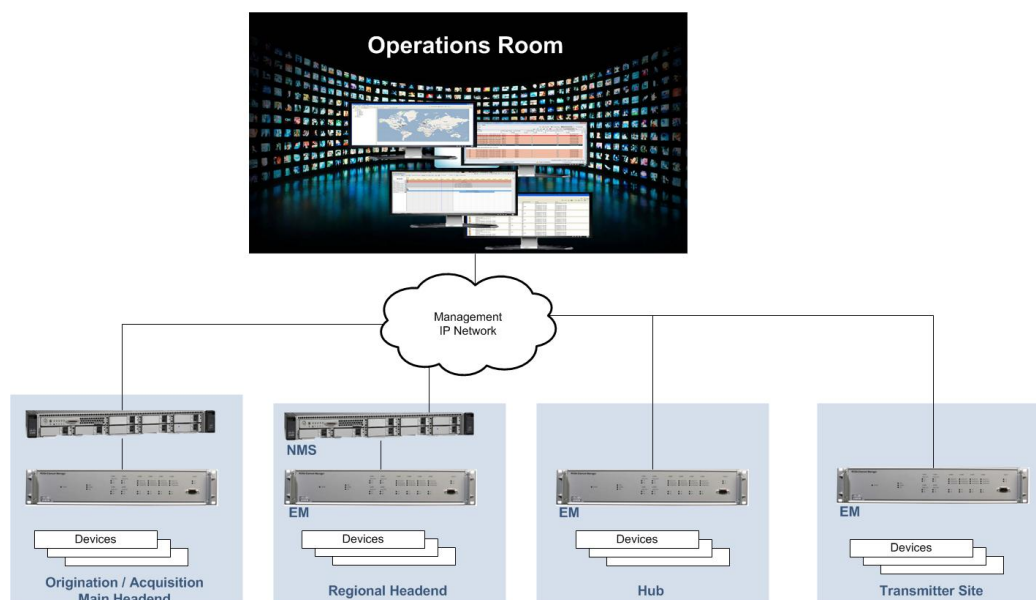 Operations Room
Management
IP Network
NMS
EM
EM
EM
Devices
Devices
Devices
Devices
Origination / Acquisition
Main Headend
Regional Headend
Hub
Transmitter Site